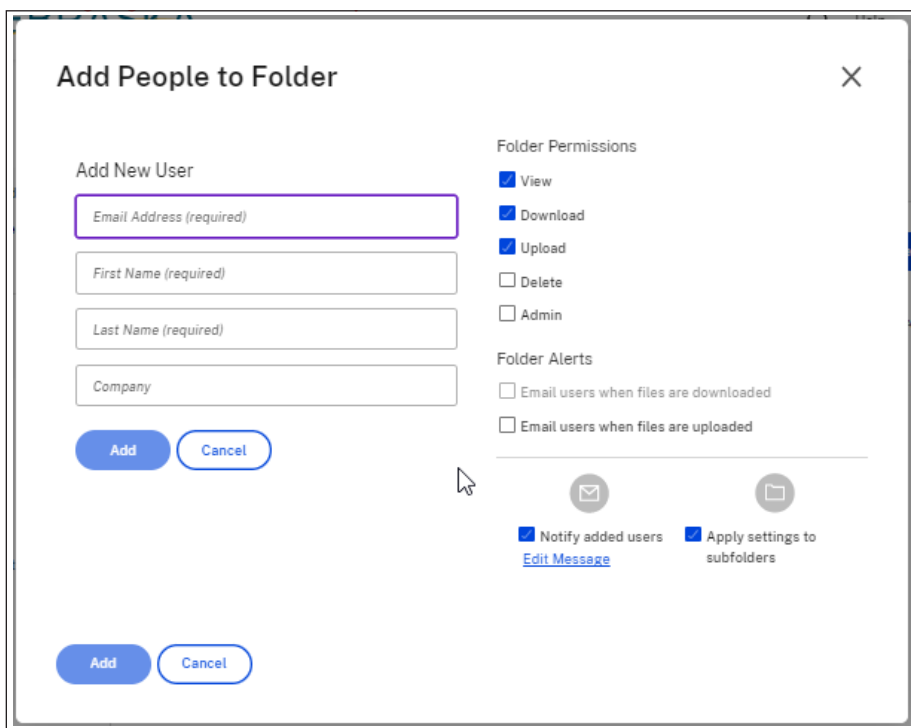 Add People to Folder
Add New User
Email Address (required)
First Name (required)
Last Name (required)
Company
Add
Cancel
Folder Permissions
View
Download
Upload
Delete
Admin
Folder Alerts
Email users when files are downloaded
Email users when files are uploaded
Notify added users
Edit Message
Apply settings to
subfolders
Add
Cancel